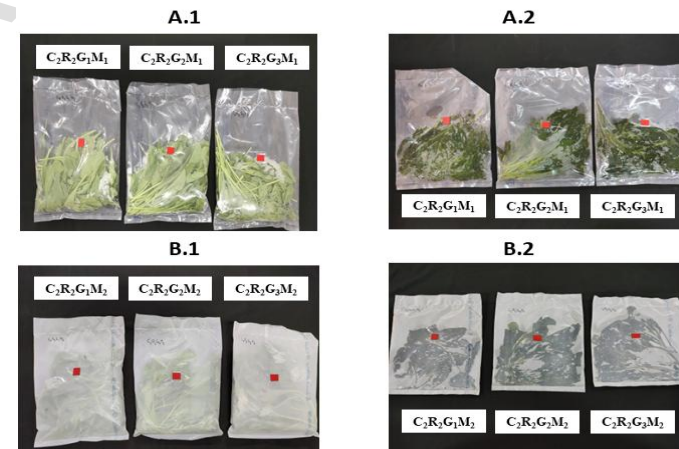 A.1
A.2
C₂R₂G₁M₁ C₂R₂G₂M₁ C₂R₂G₃M₁
C₂R₂G₁M₁ C₂R₂G₂M₁ C₂R₂G₃M₁
B.1
B.2
C₂R₂G₁M₂ C₂R₂G₂M₂ C₂R₂G₃M₂
C₂R₂G₁M₂ C₂R₂G₂M₂ C₂R₂G₃M₂